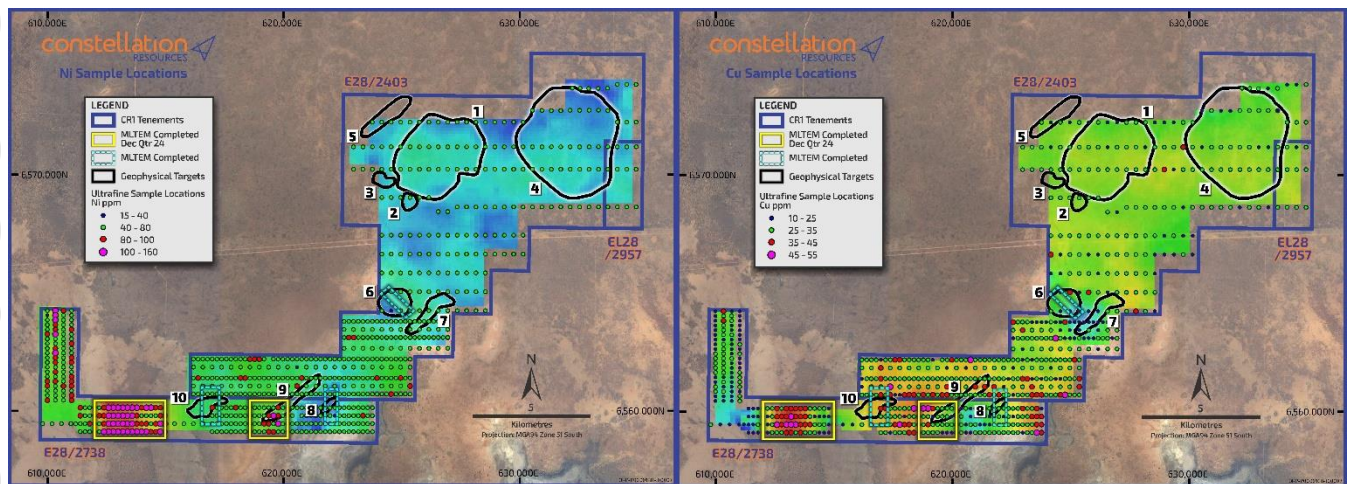 610,000E
620,000E
630,000E
constellation
RESOURCES
Ni Sample Locations
LEGEND
CR1 Tenements
MLTEM Completed
Dec Qtr 24
MLTEM Completed
Geophysical Targets
Ultrafine Sample Locations
Ni ppm
15 - 40
40 - 80
80 - 100
100 - 160
E28/2403
1
5
3
2
4
6,570,000N
EL28
/2957
6
7
9
10
8
N
5
Kilometres
Projection: MGA94 Zone 51 South
6,560,000N
E28/2738
610,000E
620,000E
630,000E
610,000E
620,000E
630,000E
constellation
RESOURCES
Cu Sample Locations
LEGEND
CR1 Tenements
MLTEM Completed
Dec Qtr 24
MLTEM Completed
Geophysical Targets
Ultrafine Sample Locations
Cu ppm
10 - 25
25 - 35
35 - 45
45 - 55
E28/2403
1
5
3
2
4
6,570,000N
EL28
/2957
6
7
9
10
8
N
5
Kilometres
Projection: MGA94 Zone 51 South
6,560,000N
E28/2738
610,000E
620,000E
630,000E